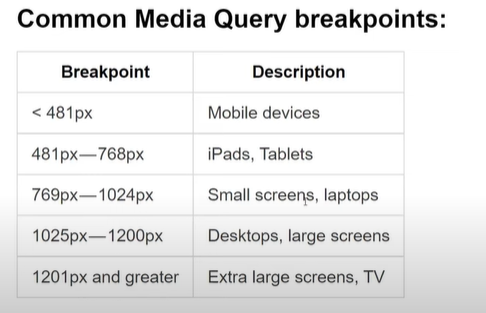 Common Media Query breakpoints:
Breakpoint Description
< 481px Mobile devices
481px—768px iPads, Tablets
769px—1024px Small screens, laptops
1025px—1200px Desktops, large screens
1201px and greater Extra large screens, TV